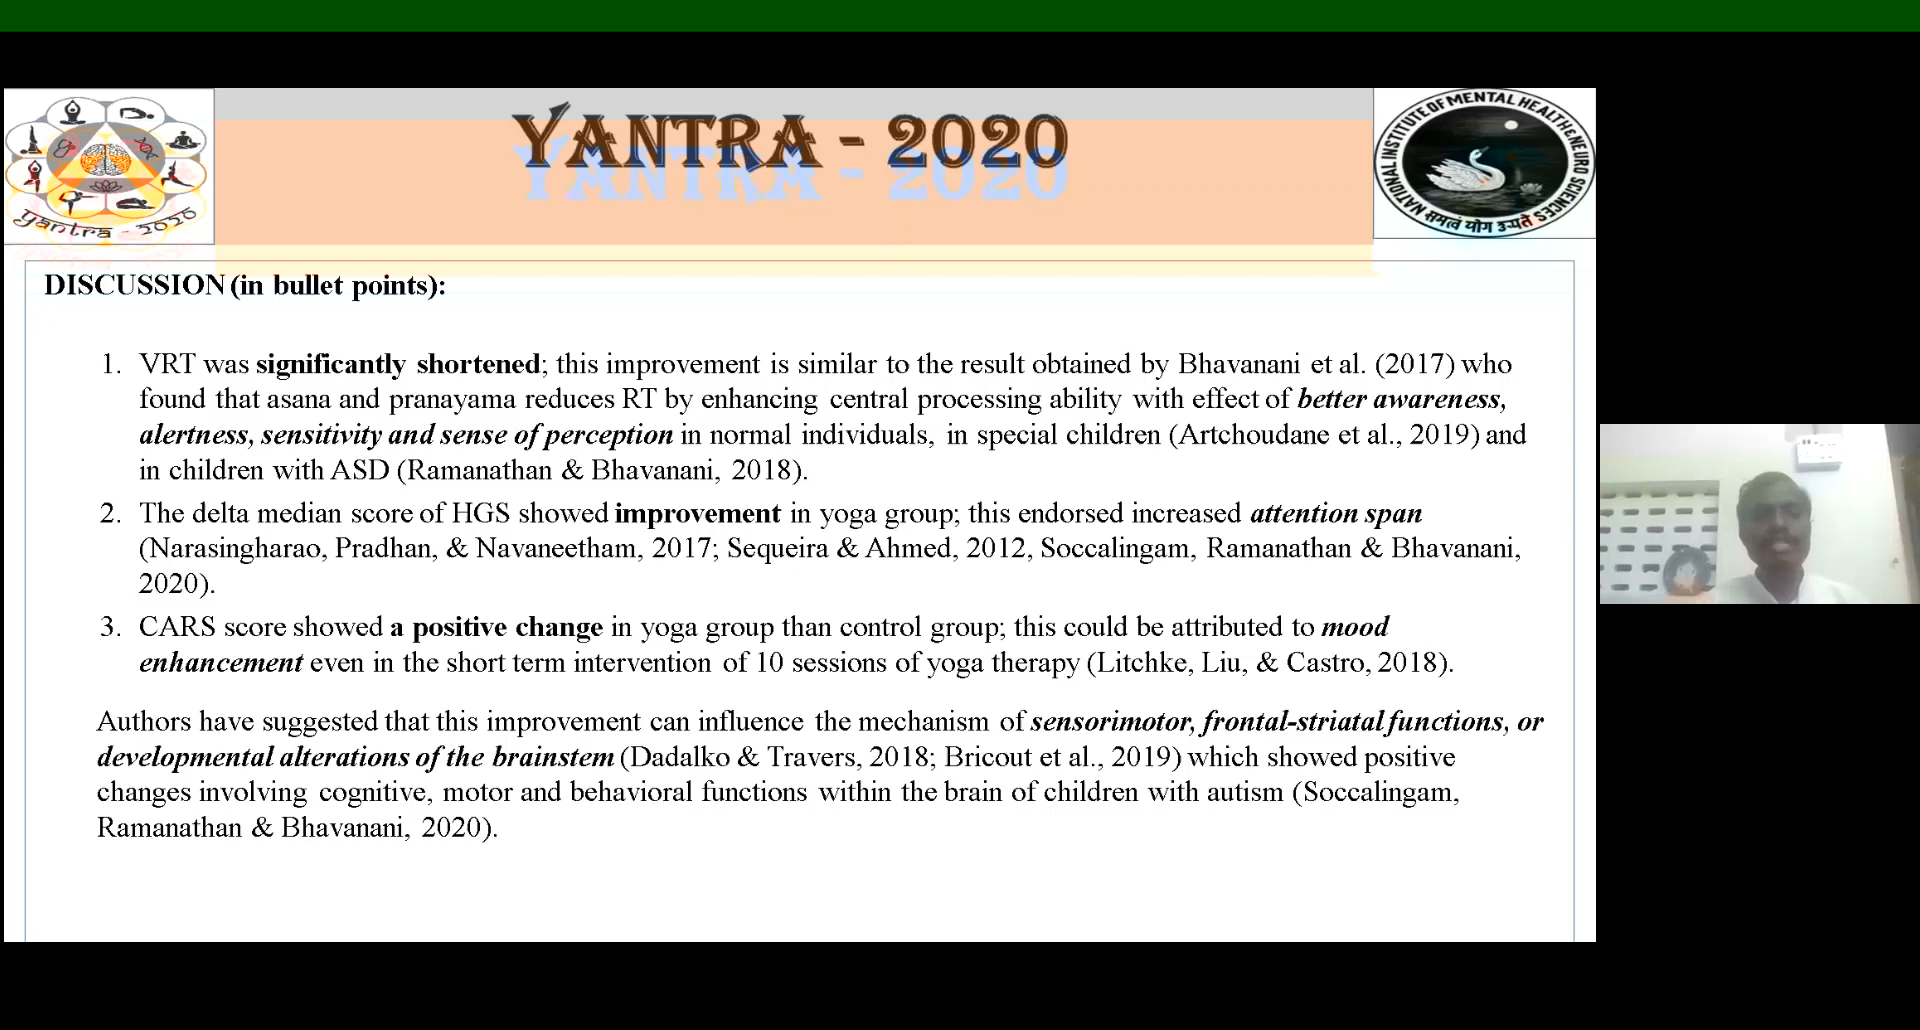 YANTRA - 2020
yantra - 2020
NATIONAL INSTITUTE OF MENTAL HEALTH & NEURO SCIENCES
समत्वं योग उच्यते
DISCUSSION (in bullet points):
1. VRT was significantly shortened; this improvement is similar to the result obtained by Bhavanani et al. (2017) who
found that asana and pranayama reduces RT by enhancing central processing ability with effect of better awareness,
alertness, sensitivity and sense of perception in normal individuals, in special children (Artchoudane et al., 2019) and
in children with ASD (Ramanathan & Bhavanani, 2018).
2. The delta median score of HGS showed improvement in yoga group; this endorsed increased attention span
(Narasingharao, Pradhan, & Navaneetham, 2017; Sequeira & Ahmed, 2012, Soccalingam, Ramanathan & Bhavanani,
2020).
3. CARS score showed a positive change in yoga group than control group; this could be attributed to mood
enhancement even in the short term intervention of 10 sessions of yoga therapy (Litchke, Liu, & Castro, 2018).
Authors have suggested that this improvement can influence the mechanism of sensorimotor, frontal-striatal functions, or
developmental alterations of the brainstem (Dadalko & Travers, 2018; Bricout et al., 2019) which showed positive
changes involving cognitive, motor and behavioral functions within the brain of children with autism (Soccalingam,
Ramanathan & Bhavanani, 2020).